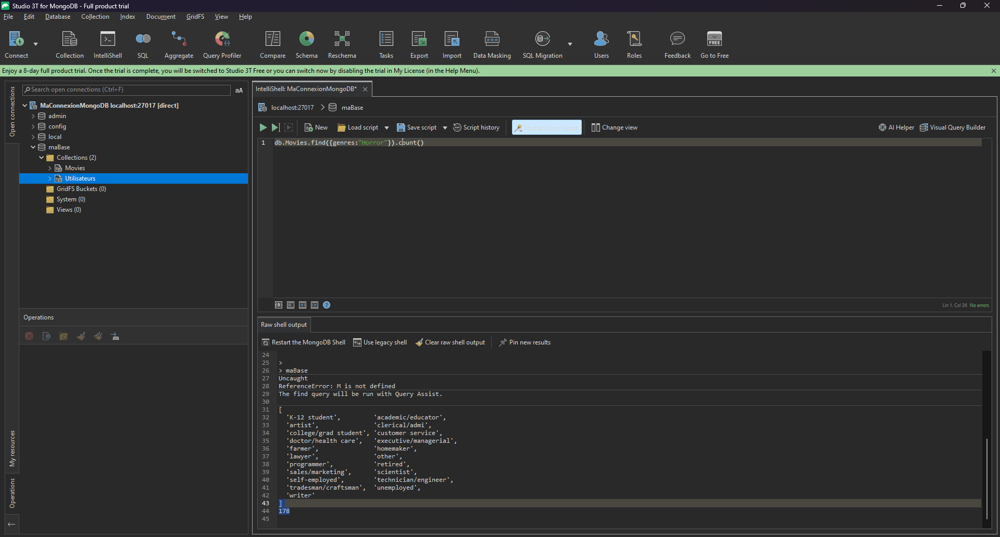 Studio 3T for MongoDB - Full product trial
File Edit Database Collection Index Document GridFS View Help
Connect Collection IntelliShell SQL Aggregate Query Profiler Compare Schema Reschema Tasks Export Import Data Masking SQL Migration Users Roles Feedback Go to Free
FREE
Enjoy a 8-day full product trial. Once the trial is complete, you will be switched to Studio 3T Free or you can switch now by disabling the trial in My License (in the Help Menu).
Open connections
Search open connections (Ctrl+F) aA
MaConnexionMongoDB localhost:27017 [direct]
admin
config
local
maBase
Collections (2)
Movies
Utilisateurs
GridFS Buckets (0)
System (0)
Views (0)
Operations
My resources
Operations
IntelliShell: MaConnexionMongoDB*
localhost:27017 maBase
New Load script Save script Script history Enable Query Assist Change view AI Helper Visual Query Builder
1 db.Movies.find({genres:"Horror"}).count()
Lin 1, Col 36 No errors
Raw shell output
Restart the MongoDB Shell Use legacy shell Clear raw shell output Pin new results
24
25 >
26 > maBase
27 Uncaught
28 ReferenceError: M is not defined
29 The find query will be run with Query Assist.
30
31 [
32 'K-12 student', 'academic/educator',
33 'artist', 'clerical/admi',
34 'college/grad student', 'customer service',
35 'doctor/health care', 'executive/managerial',
36 'farmer', 'homemaker',
37 'lawyer', 'other',
38 'programmer', 'retired',
39 'sales/marketing', 'scientist',
40 'self-employed', 'technician/engineer',
41 'tradesman/craftsman', 'unemployed',
42 'writer'
43 ]
44 178
45